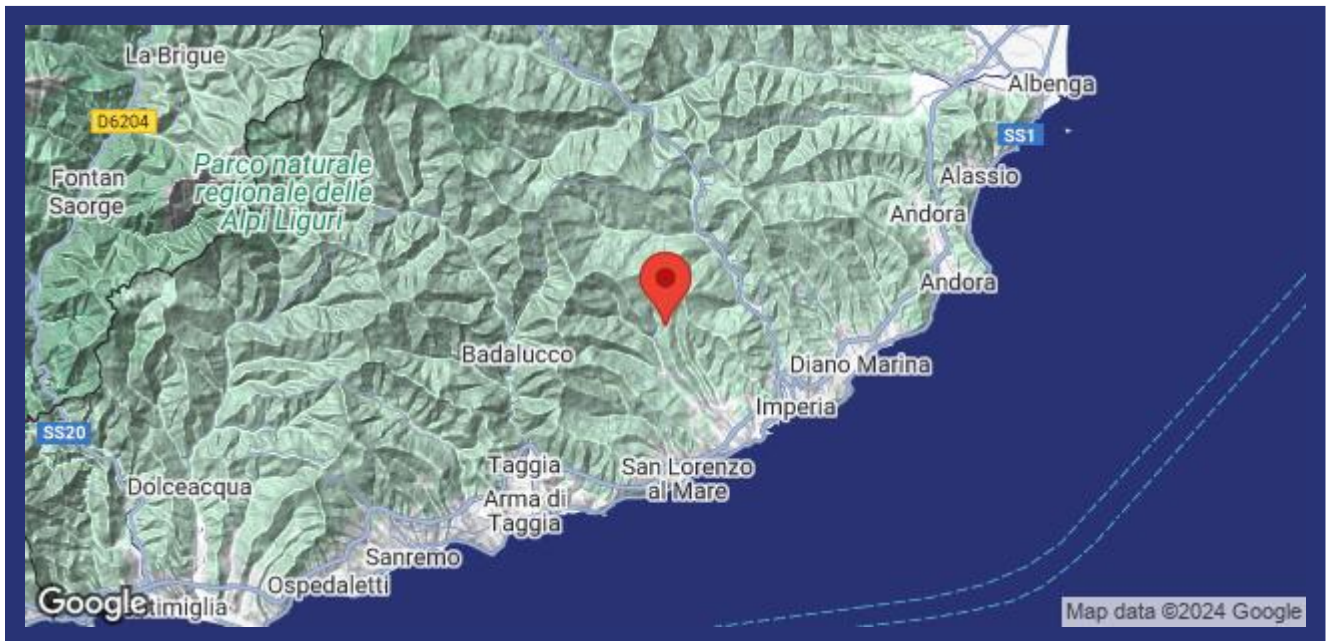 La Brigue
Albenga
D6204
SS1
Parco naturale
regionale delle
Alpi Liguri
Fontan
Saorge
Alassio
Andora
Andora
Badalucco
Diano Marina
Imperia
SS20
Taggia
San Lorenzo
al Mare
Dolceacqua
Arma di
Taggia
Sanremo
Ospedaletti
Google
timiglia
Map data ©2024 Google